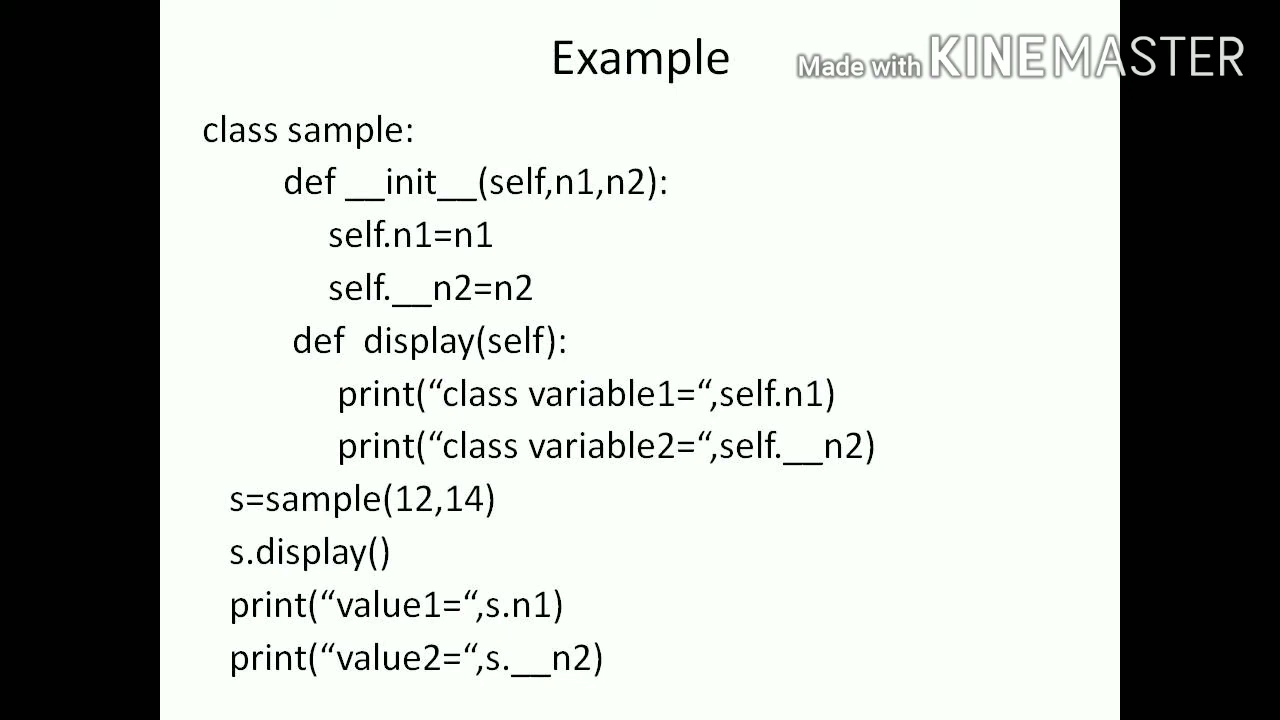 Example
Made with KINEMASTER
class sample:
def __init__(self,n1,n2):
self.n1=n1
self.__n2=n2
def display(self):
print(“class variable1=“,self.n1)
print(“class variable2=“,self.__n2)
s=sample(12,14)
s.display()
print(“value1=“,s.n1)
print(“value2=“,s.__n2)